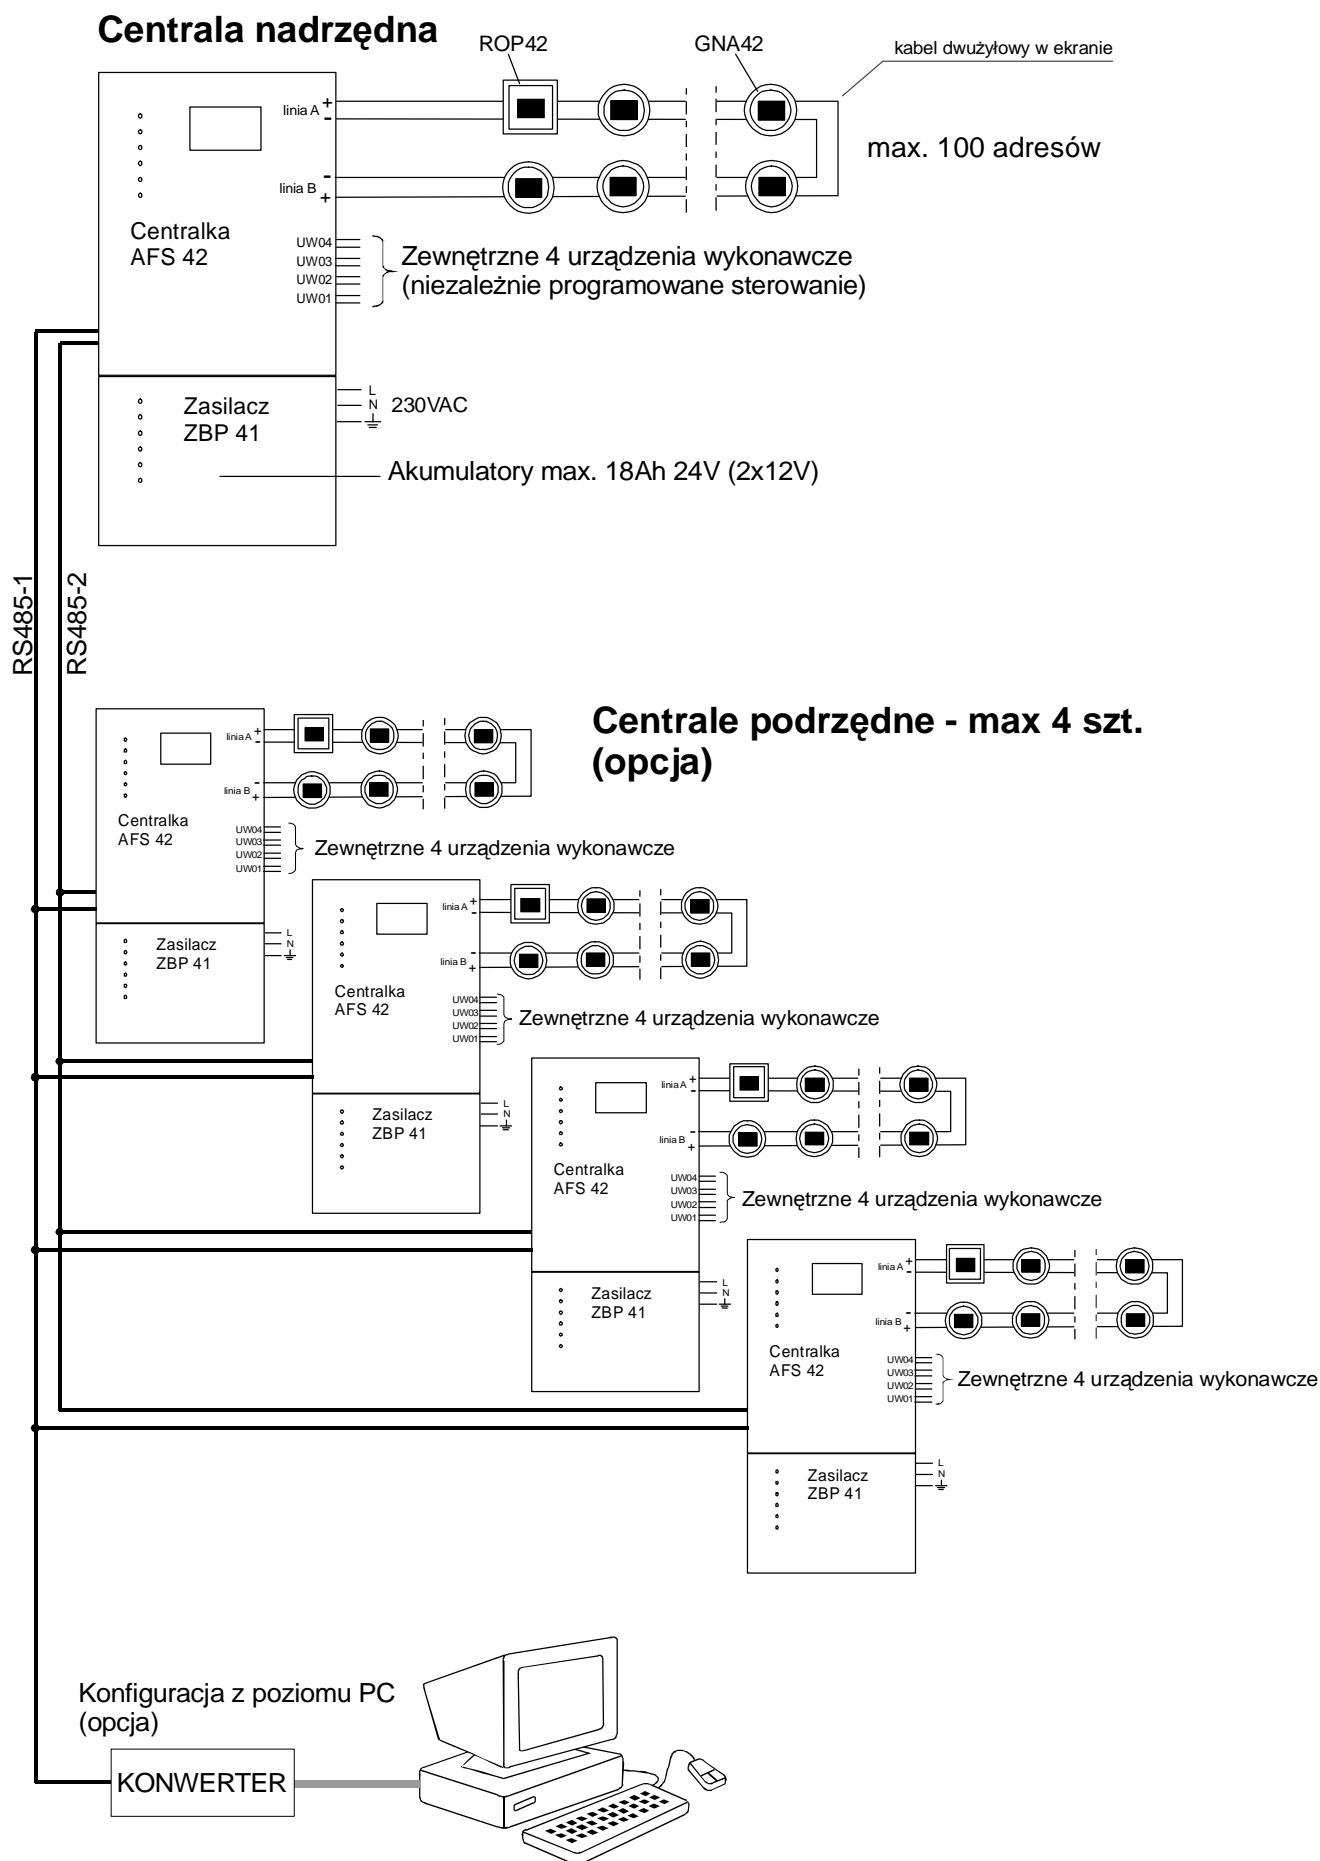 Centrala nadrzędna
ROP42
GNA42
kabel dwużyłowy w ekranie
linia A
+
-
max. 100 adresów
-
linia B
+
Centralka
AFS 42
UW04
UW03
UW02
UW01
Zewnętrzne 4 urządzenia wykonawcze
(niezależnie programowane sterowanie)
Zasilacz
ZBP 41
L
N
230VAC
Akumulatory max. 18Ah 24V (2x12V)
RS485-1
RS485-2
Centrale podrzędne - max 4 szt.
(opcja)
linia A
+
-
-
linia B
+
Centralka
AFS 42
UW04
UW03
UW02
UW01
Zewnętrzne 4 urządzenia wykonawcze
Zasilacz
ZBP 41
L
N
linia A
+
-
-
linia B
+
Centralka
AFS 42
UW04
UW03
UW02
UW01
Zewnętrzne 4 urządzenia wykonawcze
Zasilacz
ZBP 41
L
N
linia A
+
-
-
linia B
+
Centralka
AFS 42
UW04
UW03
UW02
UW01
Zewnętrzne 4 urządzenia wykonawcze
Zasilacz
ZBP 41
L
N
linia A
+
-
-
linia B
+
Centralka
AFS 42
UW04
UW03
UW02
UW01
Zewnętrzne 4 urządzenia wykonawcze
Zasilacz
ZBP 41
L
N
Konfiguracja z poziomu PC
(opcja)
KONWERTER